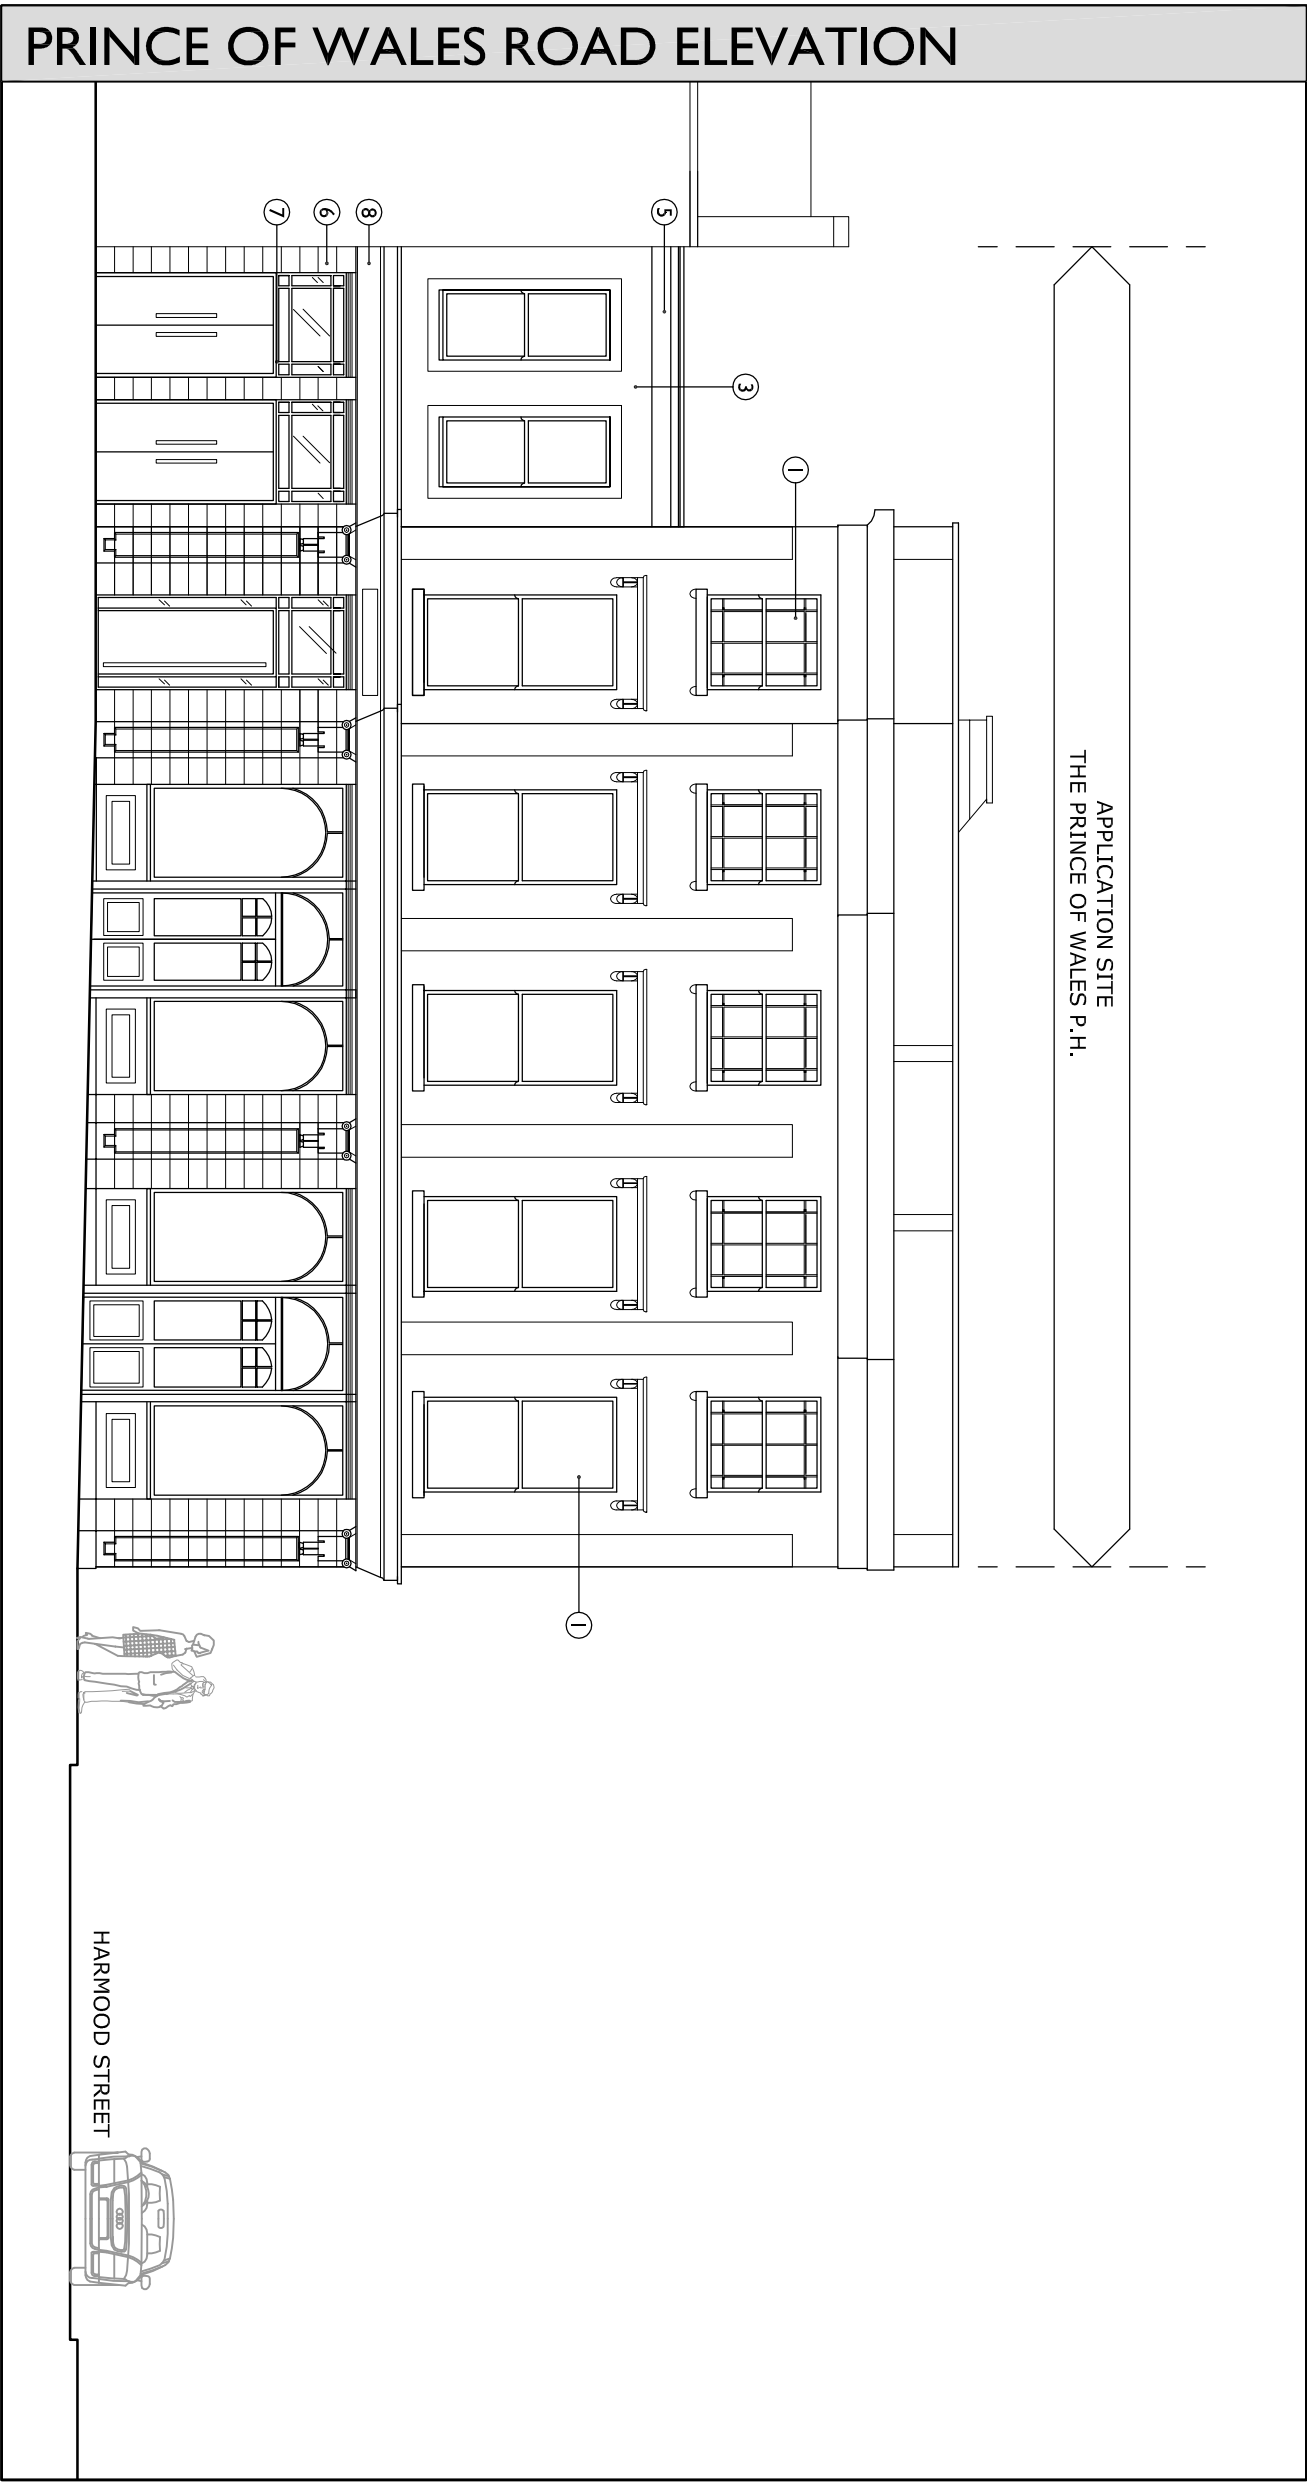 PRINCE OF WALES ROAD ELEVATION
APPLICATION SITE
THE PRINCE OF WALES P.H.
1
3
5
8
6
7
1
HARMOOD STREET